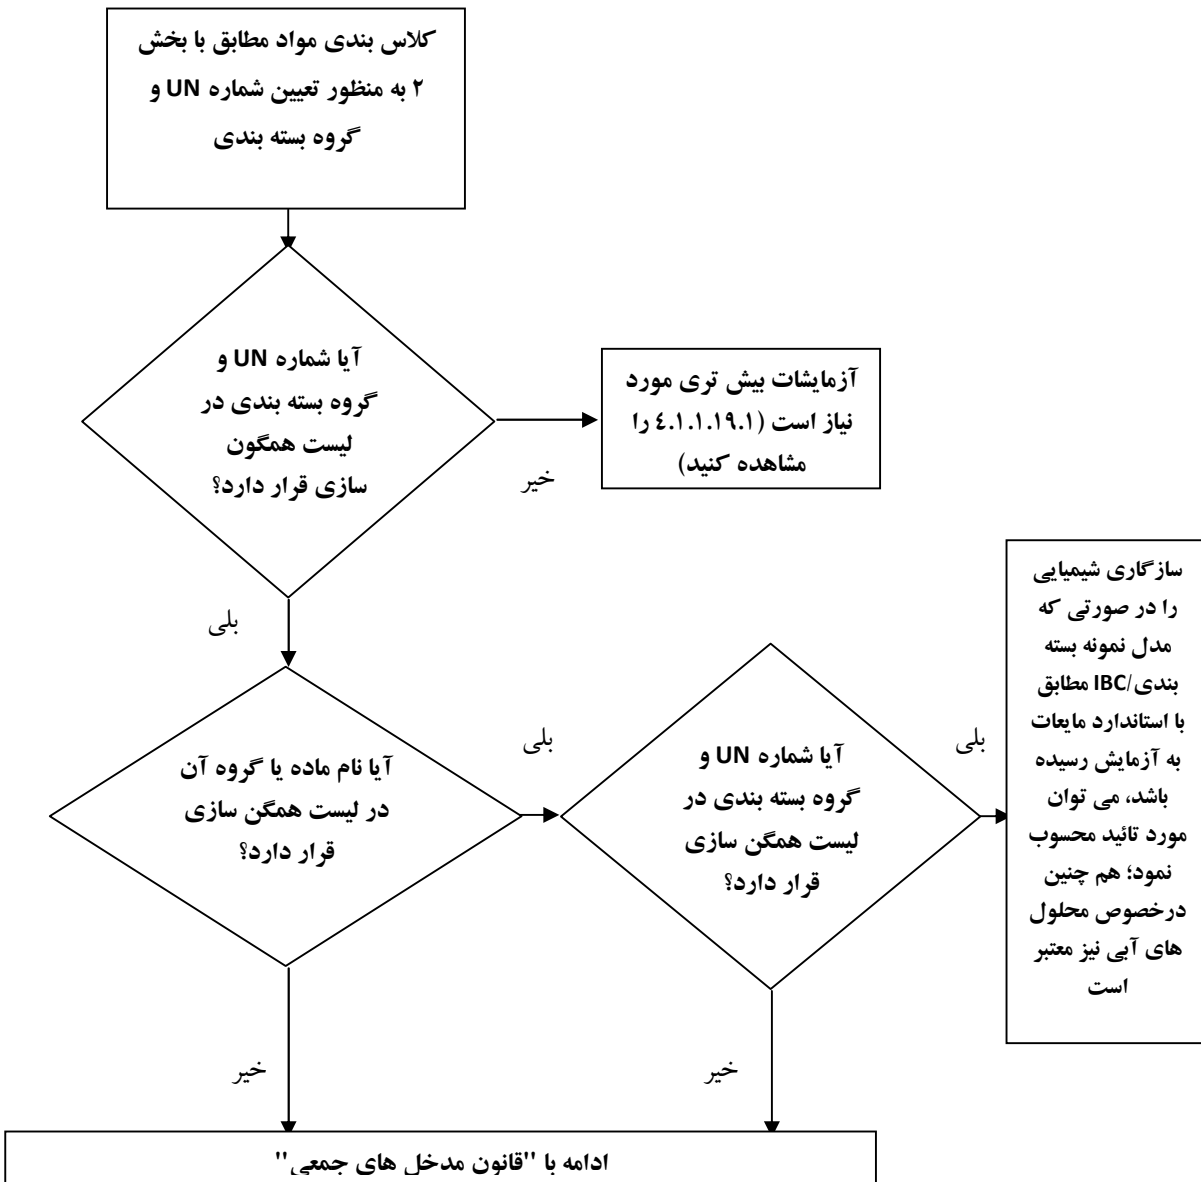 کلاس بندی مواد مطابق با بخش
۲ به منظور تعیین شماره UN و
گروه بسته بندی
آیا شماره UN و
گروه بسته بندی در
لیست همگون
سازی قرار دارد؟
آزمایشات بیش تری مورد
نیاز است (٤.۱.۱.۱۹.۱ را
مشاهده کنید)
خیر
بلی
آیا نام ماده یا گروه آن
در لیست همگن سازی
قرار دارد؟
بلی
آیا شماره UN و
گروه بسته بندی در
لیست همگن سازی
قرار دارد؟
بلی
سازگاری شیمیایی
را در صورتی که
مدل نمونه بسته
بندی/IBC مطابق
با استاندارد مایعات
به آزمایش رسیده
باشد، می توان
مورد تائید محسوب
نمود؛ هم چنین
درخصوص محلول
های آبی نیز معتبر
است
خیر
خیر
ادامه با "قانون مدخل های جمعی"